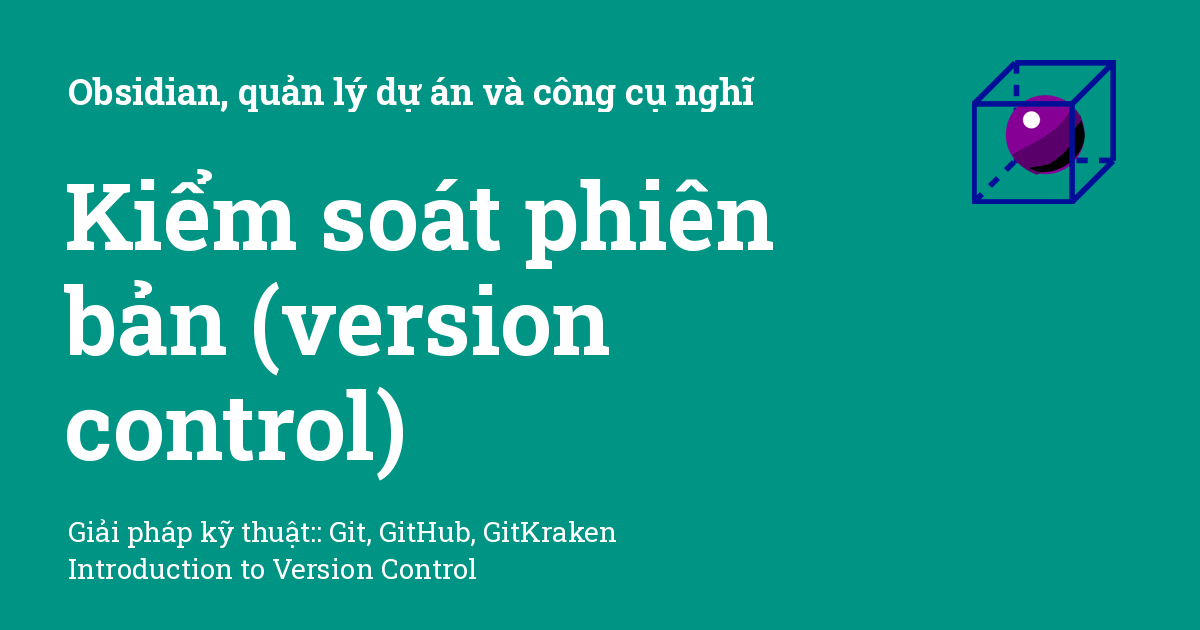 Obsidian, quản lý dự án và công cụ nghĩ
Kiểm soát phiên
bản (version
control)
Giải pháp kỹ thuật:: Git, GitHub, GitKraken
Introduction to Version Control